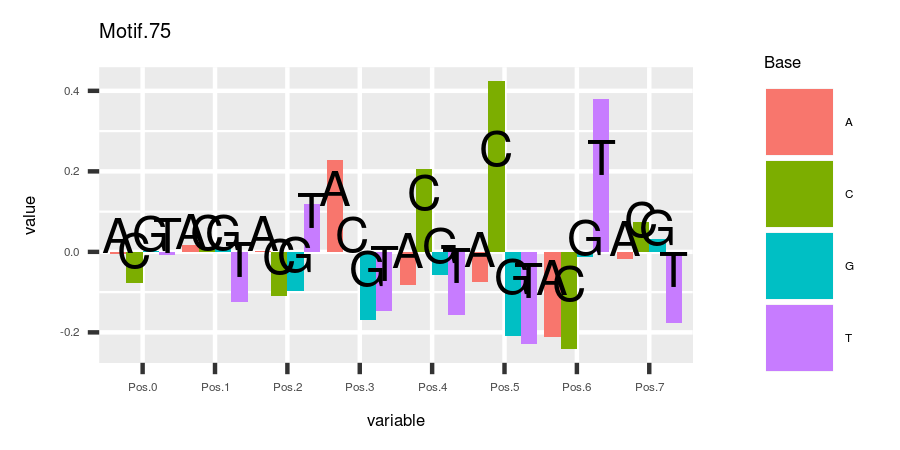 Motif.75
Base
0.4
0.2
0.0
-0.2
value
A C G T A C G T A C G T A C G T A C G T A C G T A C G T A C G T
A
C
G
T
Pos.0 Pos.1 Pos.2 Pos.3 Pos.4 Pos.5 Pos.6 Pos.7
variable